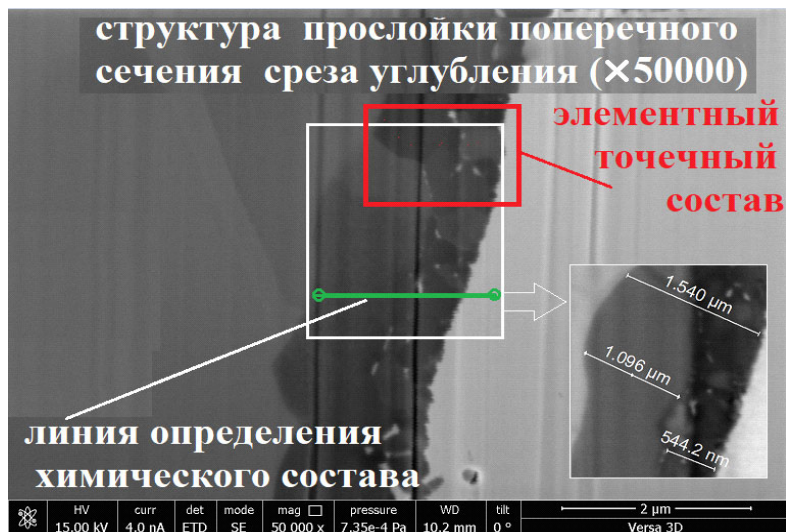 структура прослойки поперечного
сечения среза углубления (×50000)
элементный
точечный
состав
1.540 µm
1.096 µm
544.2 nm
линия определения
химического состава
HV curr det mode mag □ pressure WD tilt 2 µm
15.00 kV 4.0 nA ETD SE 50 000 x 7.35e-4 Pa 10.2 mm 0 ° Versa 3D